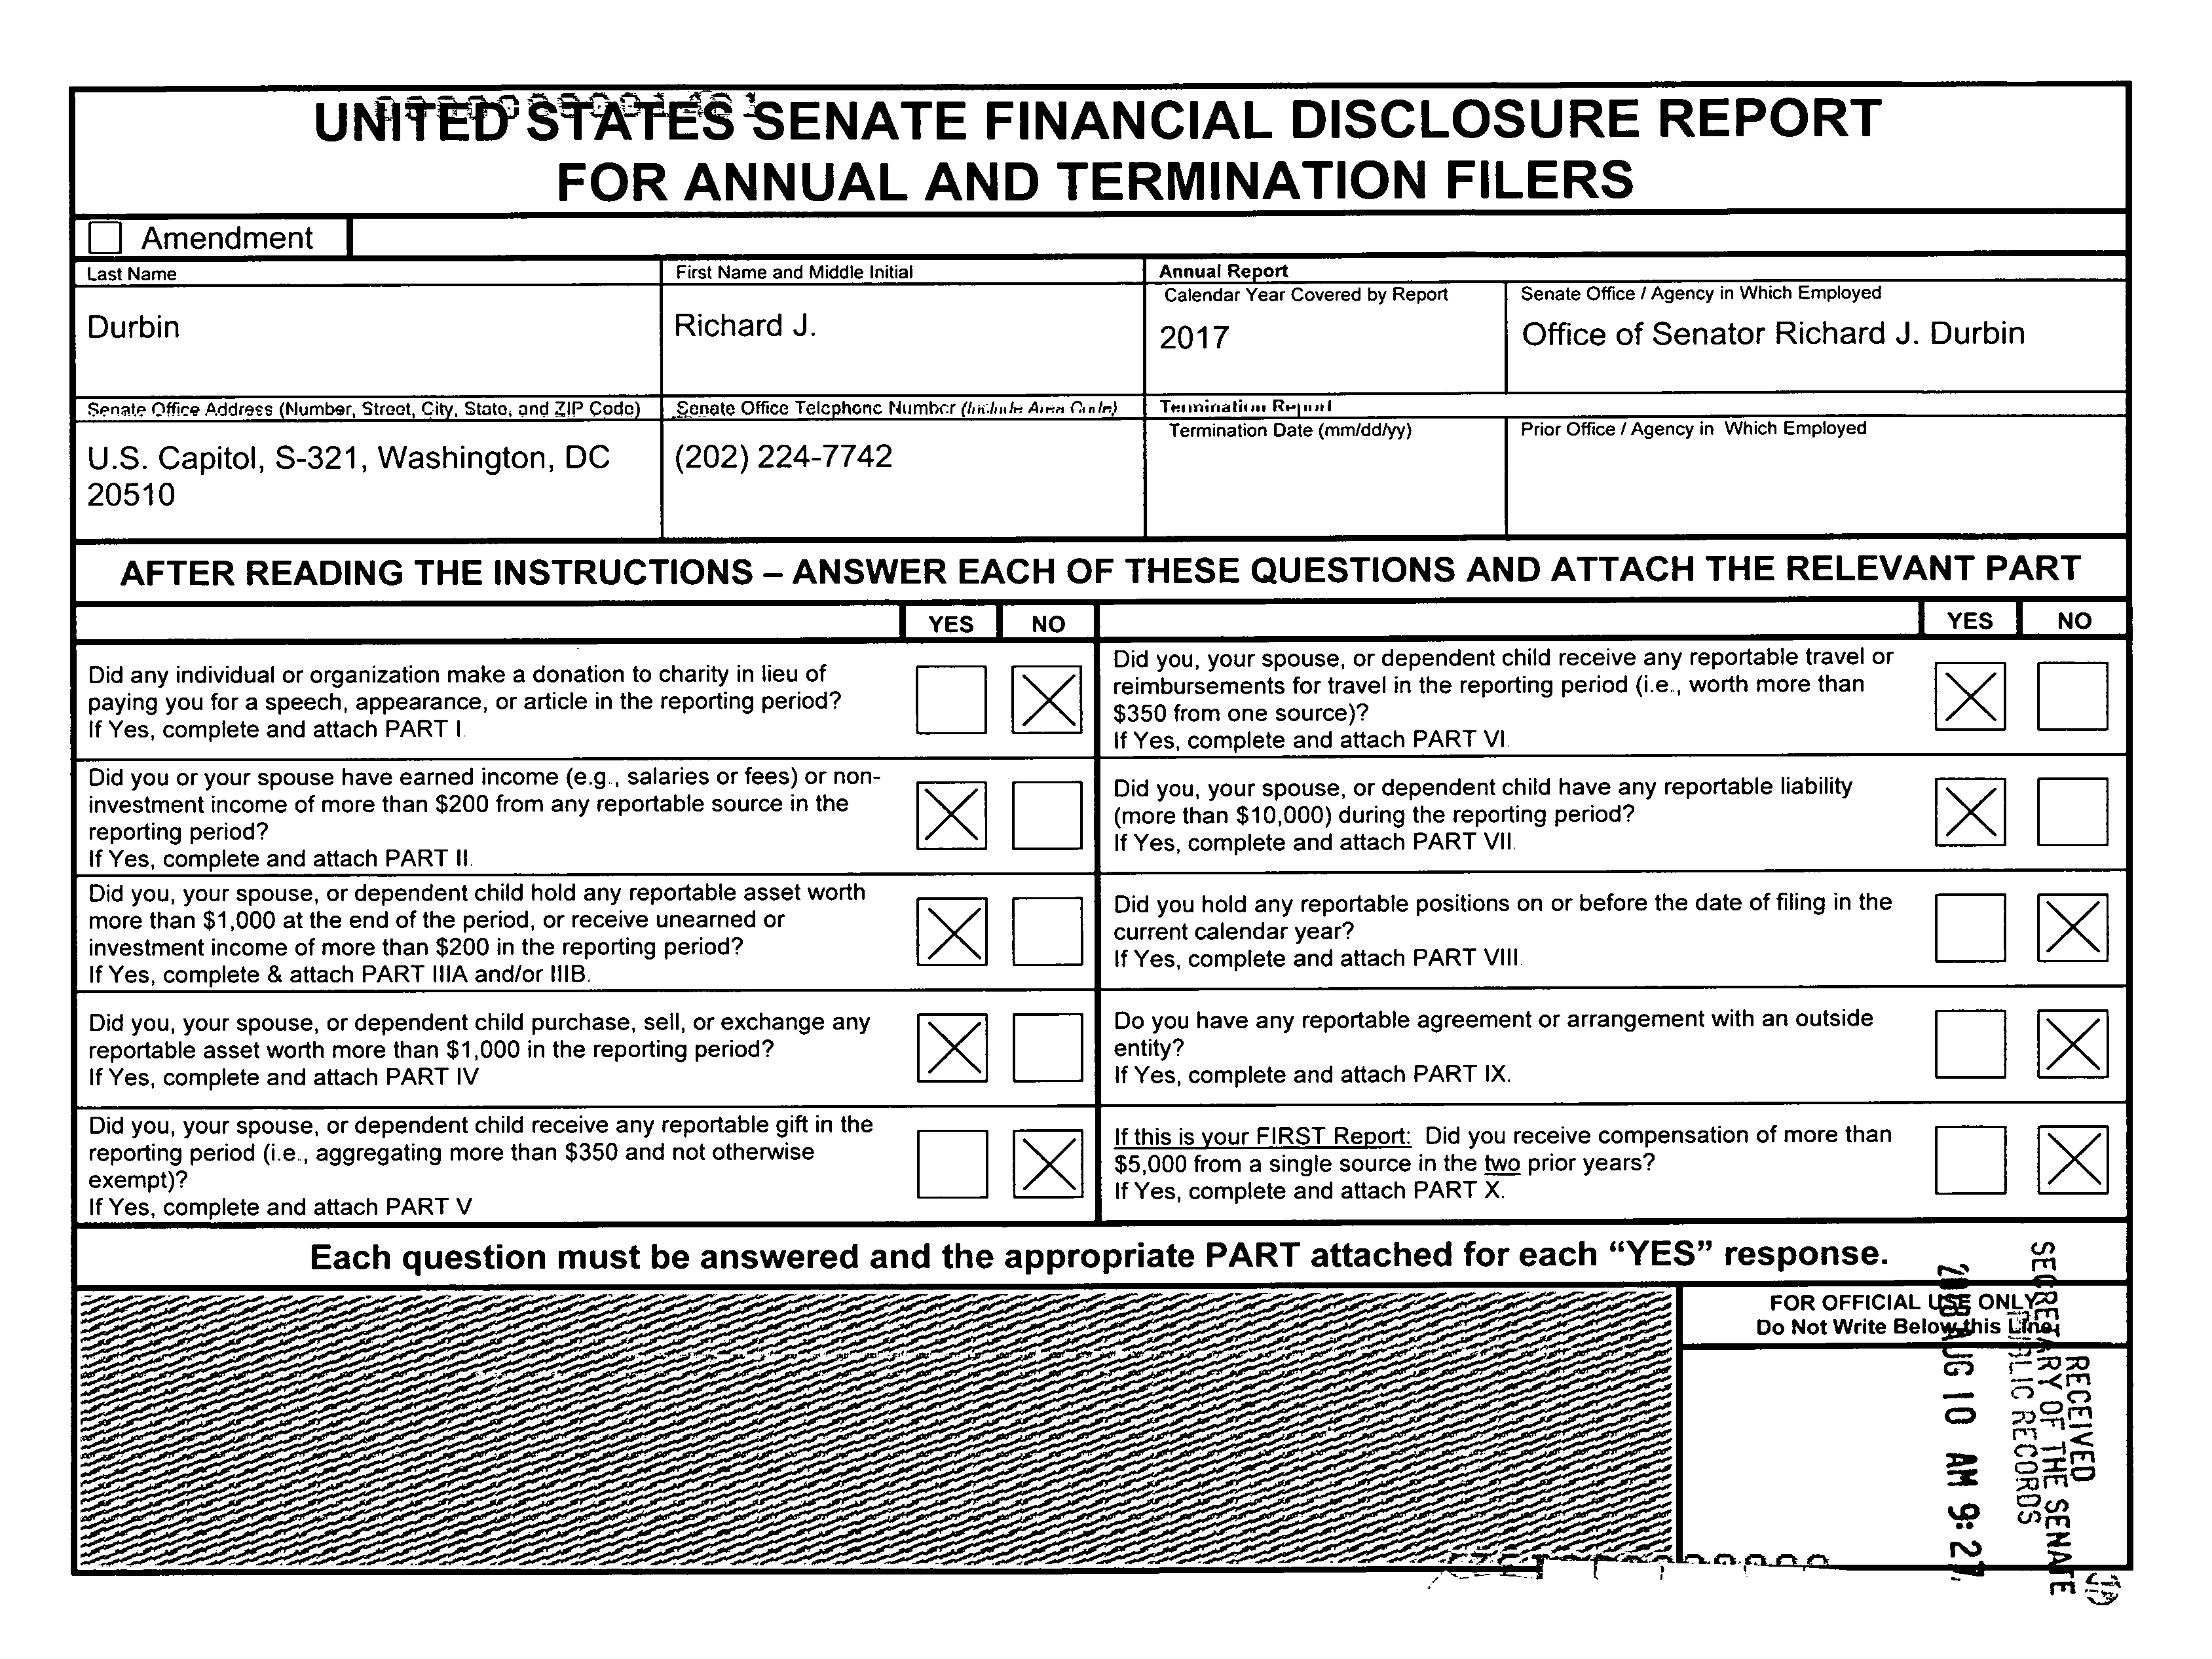 UNITED STATES SENATE FINANCIAL DISCLOSURE REPORT
FOR ANNUAL AND TERMINATION FILERS
Amendment
Last Name
First Name and Middle Initial
Annual Report
Calendar Year Covered by Report
Senate Office / Agency in Which Employed
Durbin
Richard J.
2017
Office of Senator Richard J. Durbin
Senate Office Address (Number, Street, City, State, and ZIP Code)
Senate Office Telephone Number (Include Area Code)
Termination Report
Termination Date (mm/dd/yy)
Prior Office / Agency in Which Employed
U.S. Capitol, S-321, Washington, DC
20510
(202) 224-7742
AFTER READING THE INSTRUCTIONS – ANSWER EACH OF THESE QUESTIONS AND ATTACH THE RELEVANT PART
YES NO
YES NO
Did any individual or organization make a donation to charity in lieu of
paying you for a speech, appearance, or article in the reporting period?
If Yes, complete and attach PART I.
Did you, your spouse, or dependent child receive any reportable travel or
reimbursements for travel in the reporting period (i.e., worth more than
$350 from one source)?
If Yes, complete and attach PART VI.
Did you or your spouse have earned income (e.g., salaries or fees) or non-
investment income of more than $200 from any reportable source in the
reporting period?
If Yes, complete and attach PART II.
Did you, your spouse, or dependent child have any reportable liability
(more than $10,000) during the reporting period?
If Yes, complete and attach PART VII.
Did you, your spouse, or dependent child hold any reportable asset worth
more than $1,000 at the end of the period, or receive unearned or
investment income of more than $200 in the reporting period?
If Yes, complete & attach PART IIIA and/or IIIB.
Did you hold any reportable positions on or before the date of filing in the
current calendar year?
If Yes, complete and attach PART VIII.
Did you, your spouse, or dependent child purchase, sell, or exchange any
reportable asset worth more than $1,000 in the reporting period?
If Yes, complete and attach PART IV
Do you have any reportable agreement or arrangement with an outside
entity?
If Yes, complete and attach PART IX.
Did you, your spouse, or dependent child receive any reportable gift in the
reporting period (i.e., aggregating more than $350 and not otherwise
exempt)?
If Yes, complete and attach PART V
If this is your FIRST Report: Did you receive compensation of more than
$5,000 from a single source in the two prior years?
If Yes, complete and attach PART X.
Each question must be answered and the appropriate PART attached for each “YES” response.
FOR OFFICIAL USE ONLY
Do Not Write Below this Line
RECEIVED
SECRETARY OF THE SENATE
PUBLIC RECORDS
AUG 10 AM 9:27